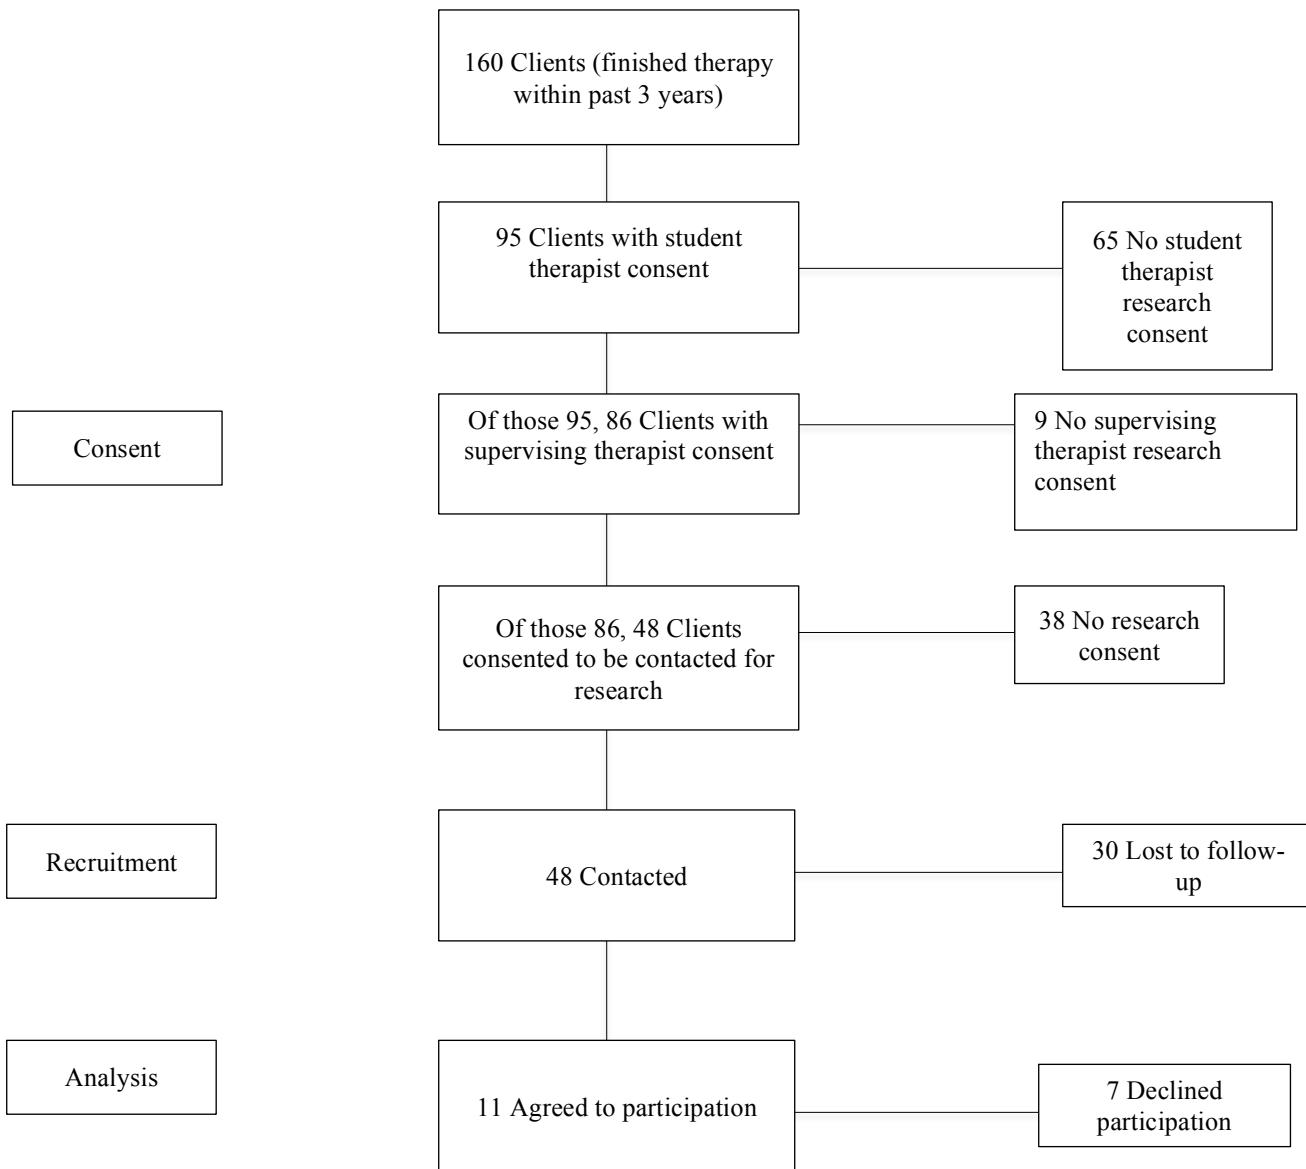 160 Clients (finished therapy
within past 3 years)
95 Clients with student
therapist consent
65 No student
therapist
research
consent
Consent
Of those 95, 86 Clients with
supervising therapist consent
9 No supervising
therapist research
consent
Of those 86, 48 Clients
consented to be contacted for
research
38 No research
consent
Recruitment
48 Contacted
30 Lost to follow-
up
Analysis
11 Agreed to participation
7 Declined
participation